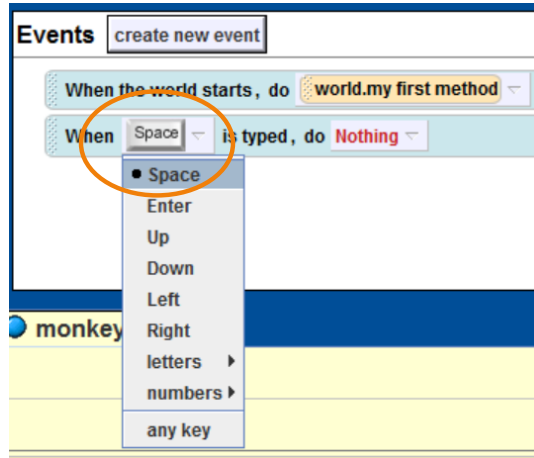 Events create new event
When the world starts, do world.my first method
When Space is typed, do Nothing
Space
Enter
Up
Down
Left
Right
letters
numbers
any key
monkey